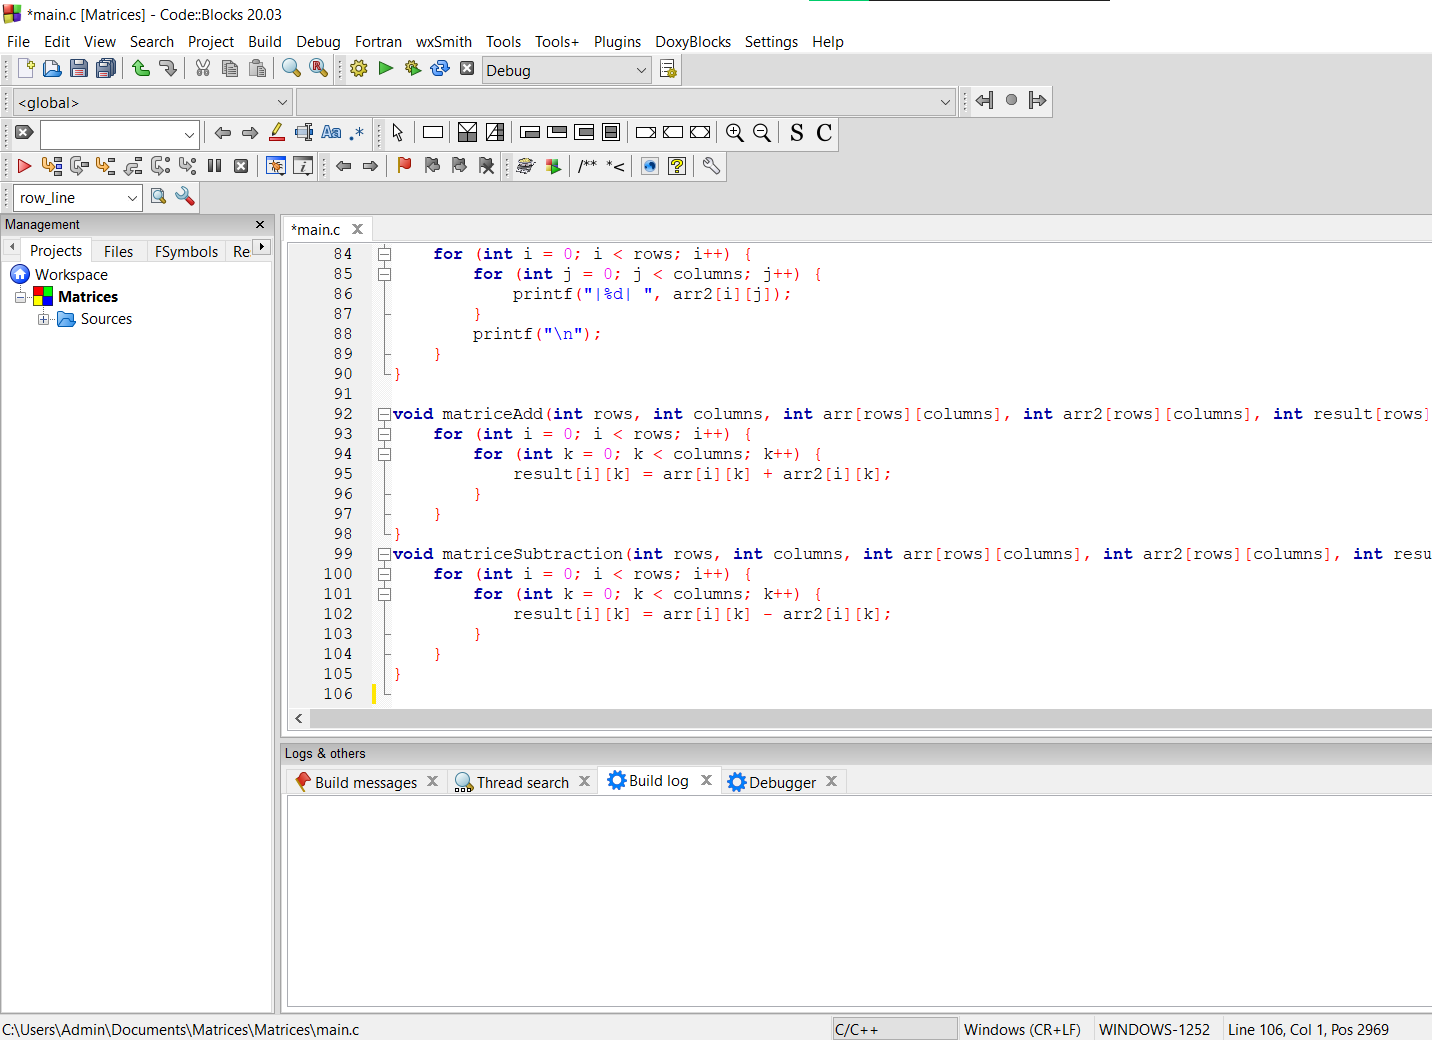 *main.c [Matrices] - Code::Blocks 20.03
File Edit View Search Project Build Debug Fortran wxSmith Tools Tools+ Plugins DoxyBlocks Settings Help
Debug
<global>
Aa .* S C
/** *<
row_line
Management
Projects Files FSymbols Re
Workspace
Matrices
Sources
*main.c
84 for (int i = 0; i < rows; i++) {
85 for (int j = 0; j < columns; j++) {
86 printf("|%d| ", arr2[i][j]);
87 }
88 printf("\n");
89 }
90 }
91
92 void matriceAdd(int rows, int columns, int arr[rows][columns], int arr2[rows][columns], int result[rows]
93 for (int i = 0; i < rows; i++) {
94 for (int k = 0; k < columns; k++) {
95 result[i][k] = arr[i][k] + arr2[i][k];
96 }
97 }
98 }
99 void matriceSubtraction(int rows, int columns, int arr[rows][columns], int arr2[rows][columns], int resu
100 for (int i = 0; i < rows; i++) {
101 for (int k = 0; k < columns; k++) {
102 result[i][k] = arr[i][k] - arr2[i][k];
103 }
104 }
105 }
106
Logs & others
Build messages Thread search Build log Debugger
C:\Users\Admin\Documents\Matrices\Matrices\main.c C/C++ Windows (CR+LF) WINDOWS-1252 Line 106, Col 1, Pos 2969